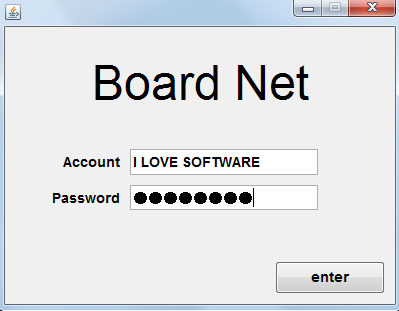 Board Net
Account I LOVE SOFTWARE
Password ●●●●●●●●
enter